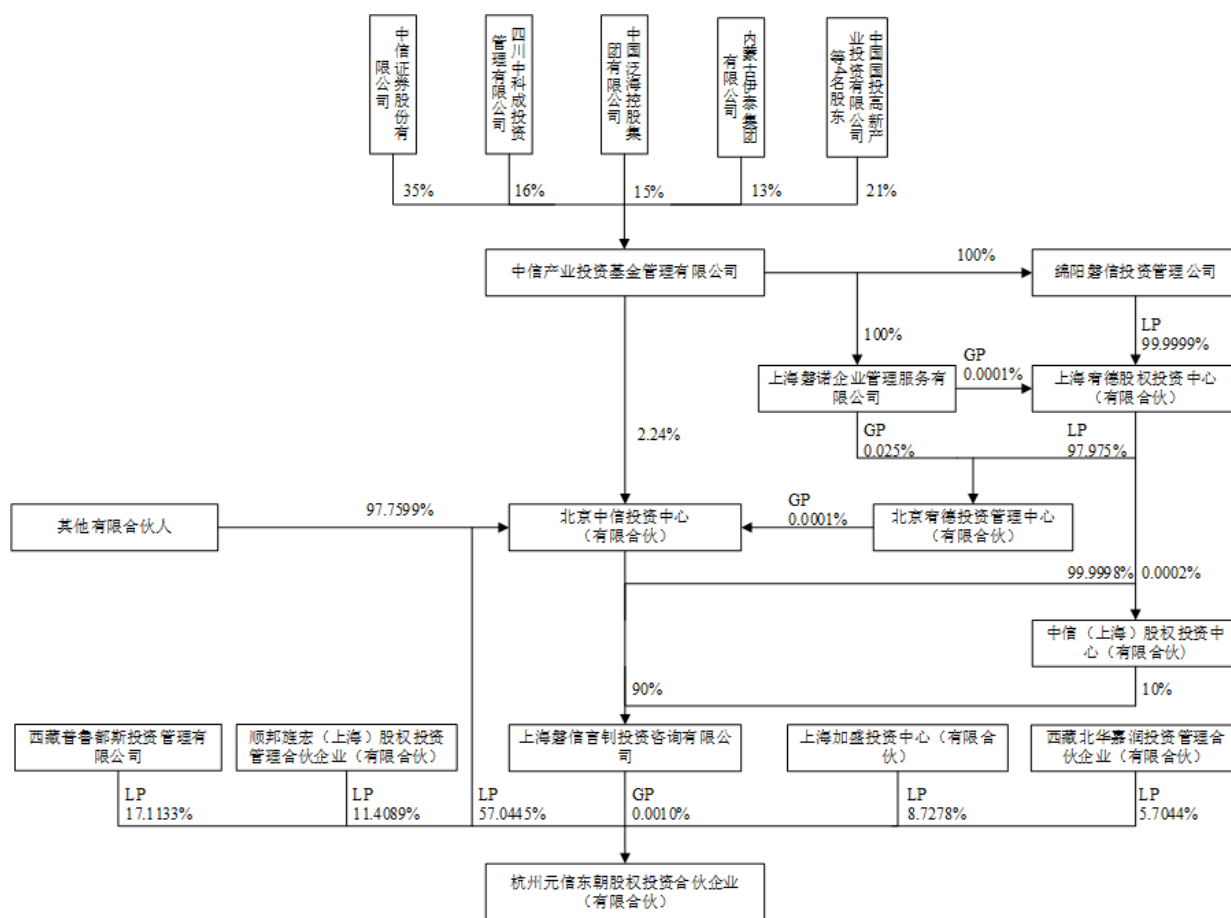 中信证券股份有
限公司
四川中科成投资
管理有限公司
中国泛海控股集
团有限公司
内蒙古伊泰集团
有限公司
中国国投高新产
业投资有限公司
等4名股东
35%
16%
15%
13%
21%
中信产业投资基金管理有限公司
100%
绵阳磐信投资管理公司
100%
LP
99.9999%
上海磐诺企业管理服务有
限公司
GP
0.0001%
上海宥德股权投资中心
（有限合伙）
2.24%
GP
0.025%
LP
97.975%
其他有限合伙人
97.7599%
北京中信投资中心
（有限合伙）
GP
0.0001%
北京宥德投资管理中心
（有限合伙）
99.9998%
0.0002%
中信（上海）股权投资中
心（有限合伙）
90%
10%
西藏普鲁都斯投资管理有
限公司
顺邦旌宏（上海）股权投资
管理合伙企业（有限合伙）
上海磐信言钊投资咨询有限公
司
上海加盛投资中心（有限合
伙）
西藏北华嘉润投资管理合
伙企业（有限合伙）
LP
17.1133%
LP
11.4089%
LP
57.0445%
GP
0.0010%
LP
8.7278%
LP
5.7044%
杭州元信东朝股权投资合伙企业
（有限合伙）